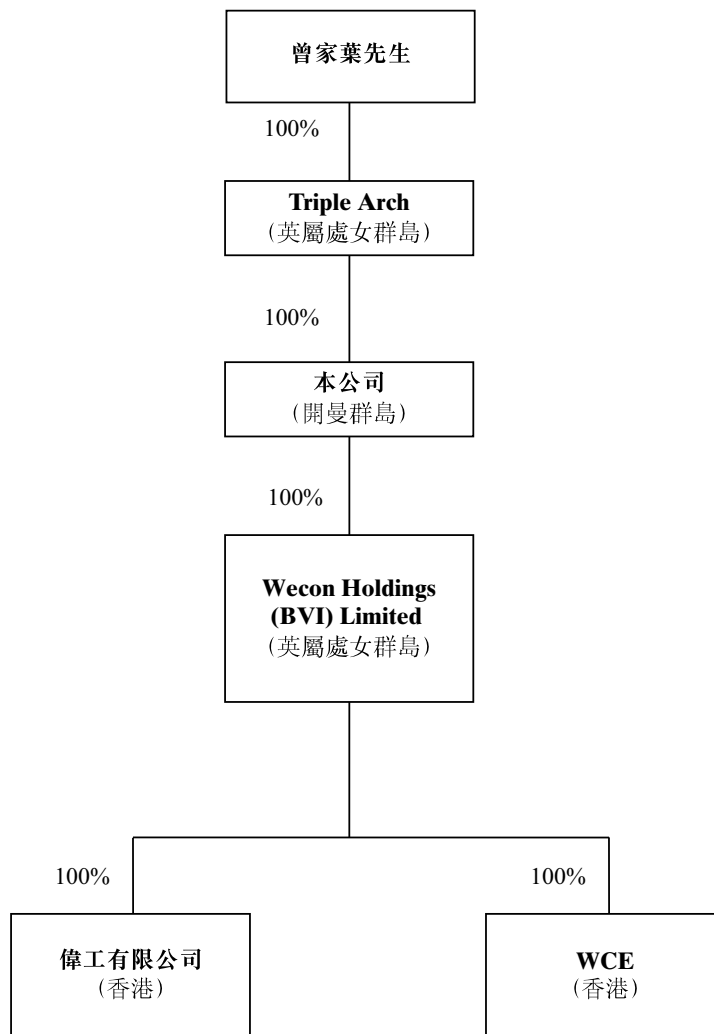 曾家葉先生
100%
Triple Arch
(英屬處女群島)
100%
本公司
(開曼群島)
100%
Wecon Holdings
(BVI) Limited
(英屬處女群島)
100%
100%
偉工有限公司
(香港)
WCE
(香港)